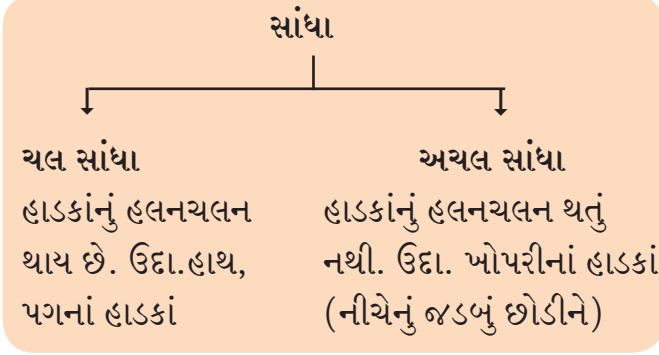 સાંધા
ચલ સાંધા
હાડકાંનું હલનચલન
થાય છે. ઉદા.હાથ,
પગનાં હાડકાં
અચલ સાંધા
હાડકાંનું હલનચલન થતું
નથી. ઉદા. ખોપરીનાં હાડકાં
(નીચેનું જડબું છોડીને)